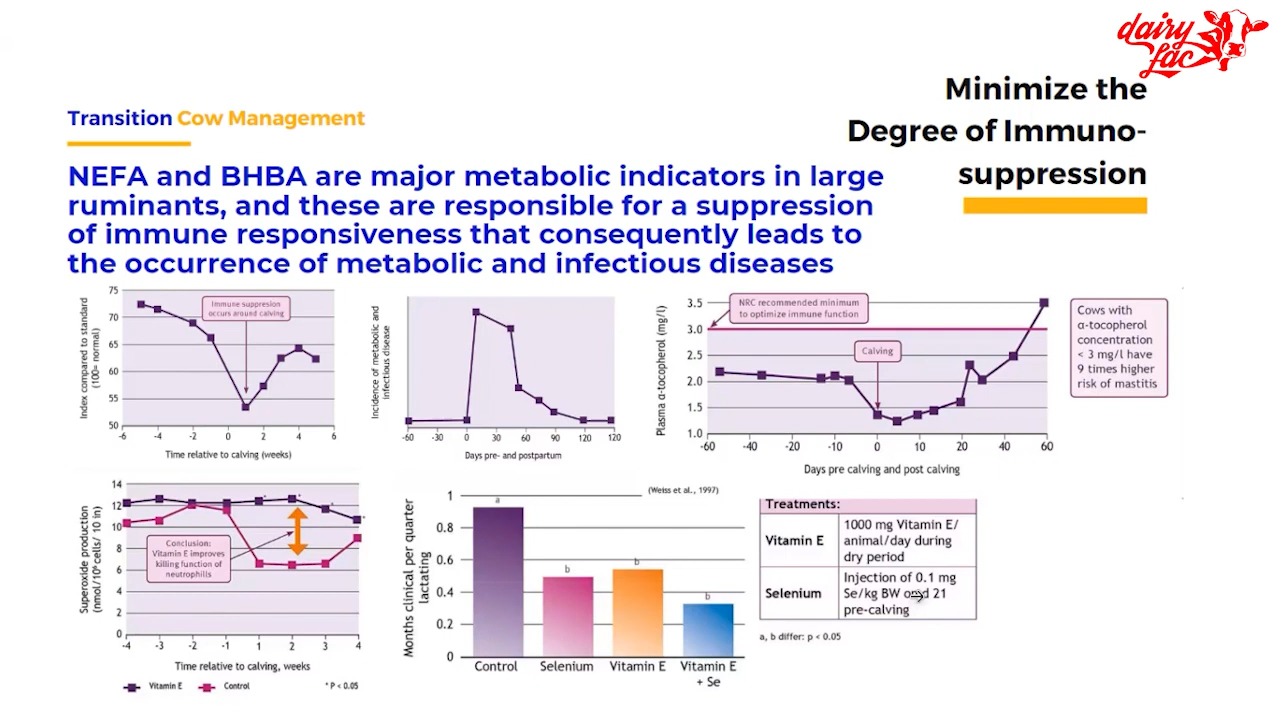 dairy
lac
Minimize the
Degree of Immuno-
suppression
Transition Cow Management
NEFA and BHBA are major metabolic indicators in large
ruminants, and these are responsible for a suppression
of immune responsiveness that consequently leads to
the occurrence of metabolic and infectious diseases
Index compared to standard
(100= normal)
75
70
65
60
55
50
Immune suppresion
occurs around calving
-6 -4 -2 0 2 4 6
Time relative to calving (weeks)
Incidence of metabolic and
infectious disease
-60 -30 0 30 60 90 120 120
Days pre- and postpartum
Plasma α-tocopherol (mg/l)
3.5
3.0
2.5
2.0
1.5
1.0
NRC recommended minimum
to optimize immune function
Calving
-60 -40 -20 -10 0 10 20 40 60
Days pre calving and post calving
Cows with
α-tocopherol
concentration
< 3 mg/l have
9 times higher
risk of mastitis
Superoxide production
(nmol/10⁶ cells/ 10 in)
14
12
10
8
6
4
2
0
Conclusion:
Vitamin E improves
killing function of
neutrophills
* * * *
-4 -3 -2 -1 1 2 3 4
Time relative to calving, weeks
Vitamin E Control * P < 0.05
Months clinical per quarter
lactating
1
0.8
0.6
0.4
0.2
0
(Weiss et al., 1997)
a b b b
Control Selenium Vitamin E Vitamin E
+ Se
Treatments:
Vitamin E
1000 mg Vitamin E/
animal/day during
dry period
Selenium
Injection of 0.1 mg
Se/kg BW 21
pre-calving
a, b differ: p < 0.05